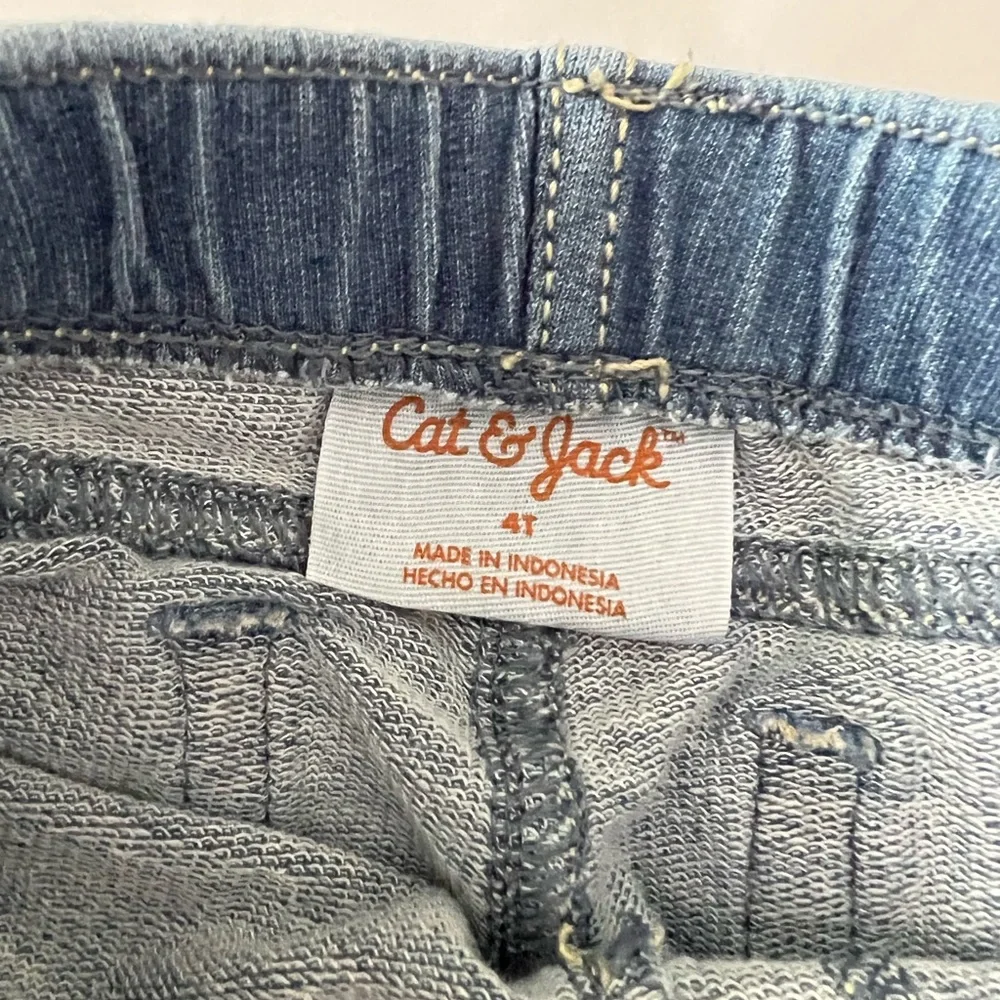 Cat & Jack™
4T
MADE IN INDONESIA
HECHO EN INDONESIA